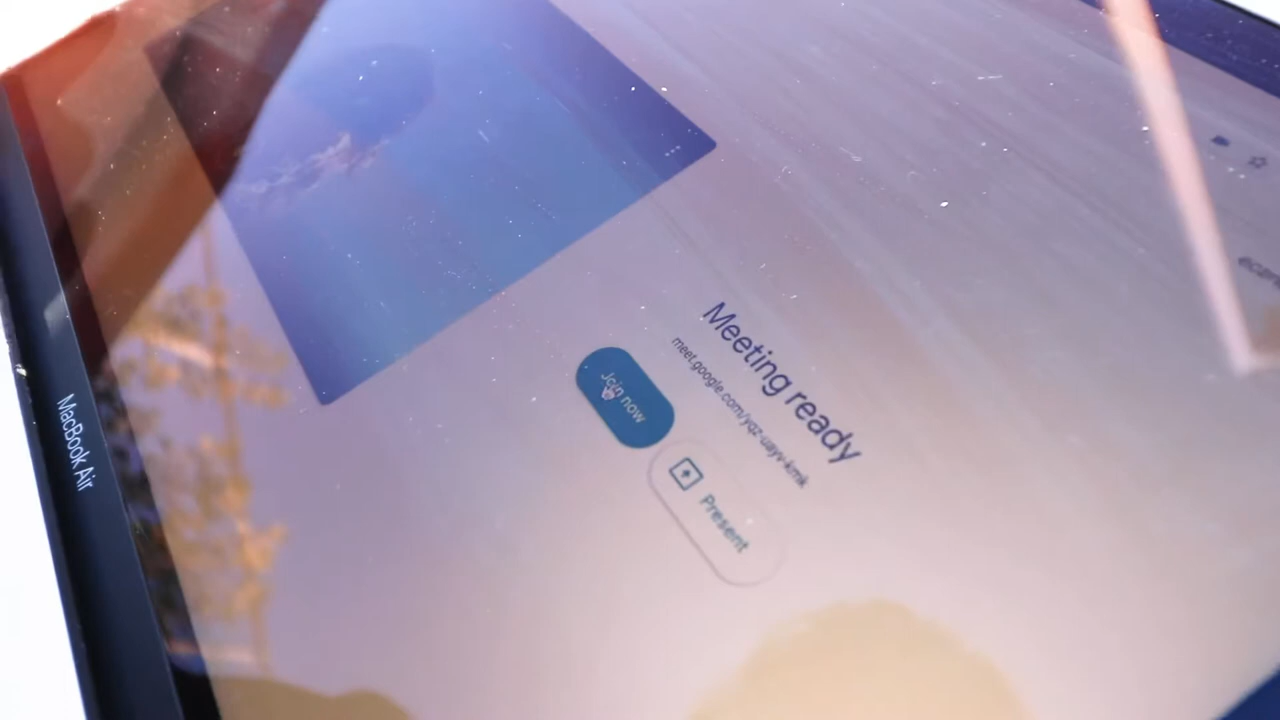 Meeting ready
meet.google.com/yqz-uayv-kmk
Join now
Present
MacBook Air